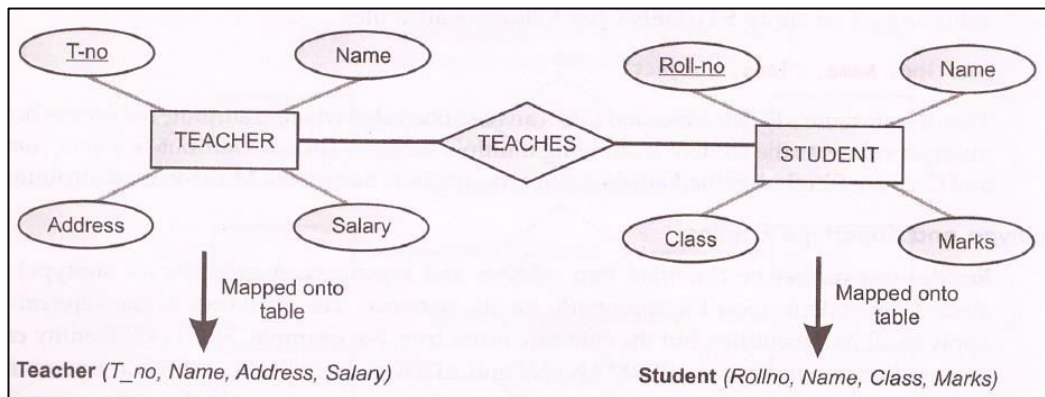 T-no
Name
TEACHER
Address
Salary
TEACHES
Roll-no
Name
STUDENT
Class
Marks
Mapped onto
table
Mapped onto
table
Teacher (T_no, Name, Address, Salary)
Student (Rollno, Name, Class, Marks)